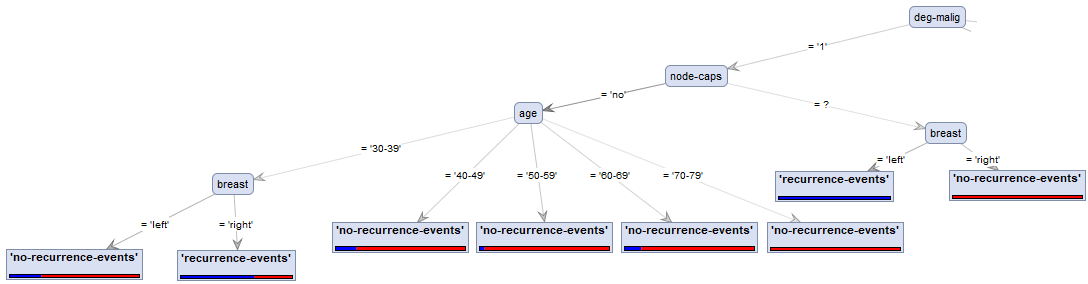 deg-malig
= '1'
node-caps
= 'no'
= ?
age
breast
= '30-39'
= 'left'
= 'right'
= '40-49'
= '50-59'
= '60-69'
= '70-79'
breast
'recurrence-events'
'no-recurrence-events'
= 'left'
= 'right'
'no-recurrence-events'
'no-recurrence-events'
'no-recurrence-events'
'no-recurrence-events'
'no-recurrence-events'
'recurrence-events'